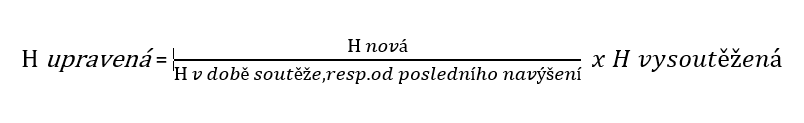 H nová
H upravená = ─────────── x H vysoutěžená
H v době soutěže,resp.od posledního navýšení